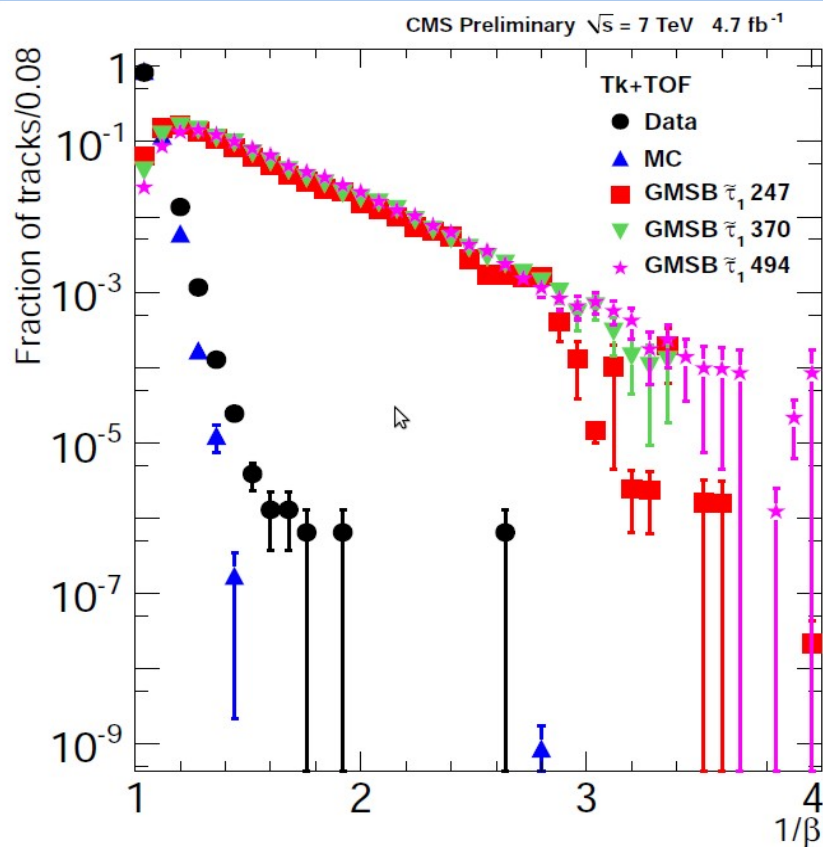 CMS Preliminary √s = 7 TeV 4.7 fb⁻¹
Fraction of tracks/0.08
1
10⁻¹
10⁻³
10⁻⁵
10⁻⁷
10⁻⁹
Tk+TOF
Data
MC
GMSB τ̃₁ 247
GMSB τ̃₁ 370
GMSB τ̃₁ 494
1 2 3 4
1/β